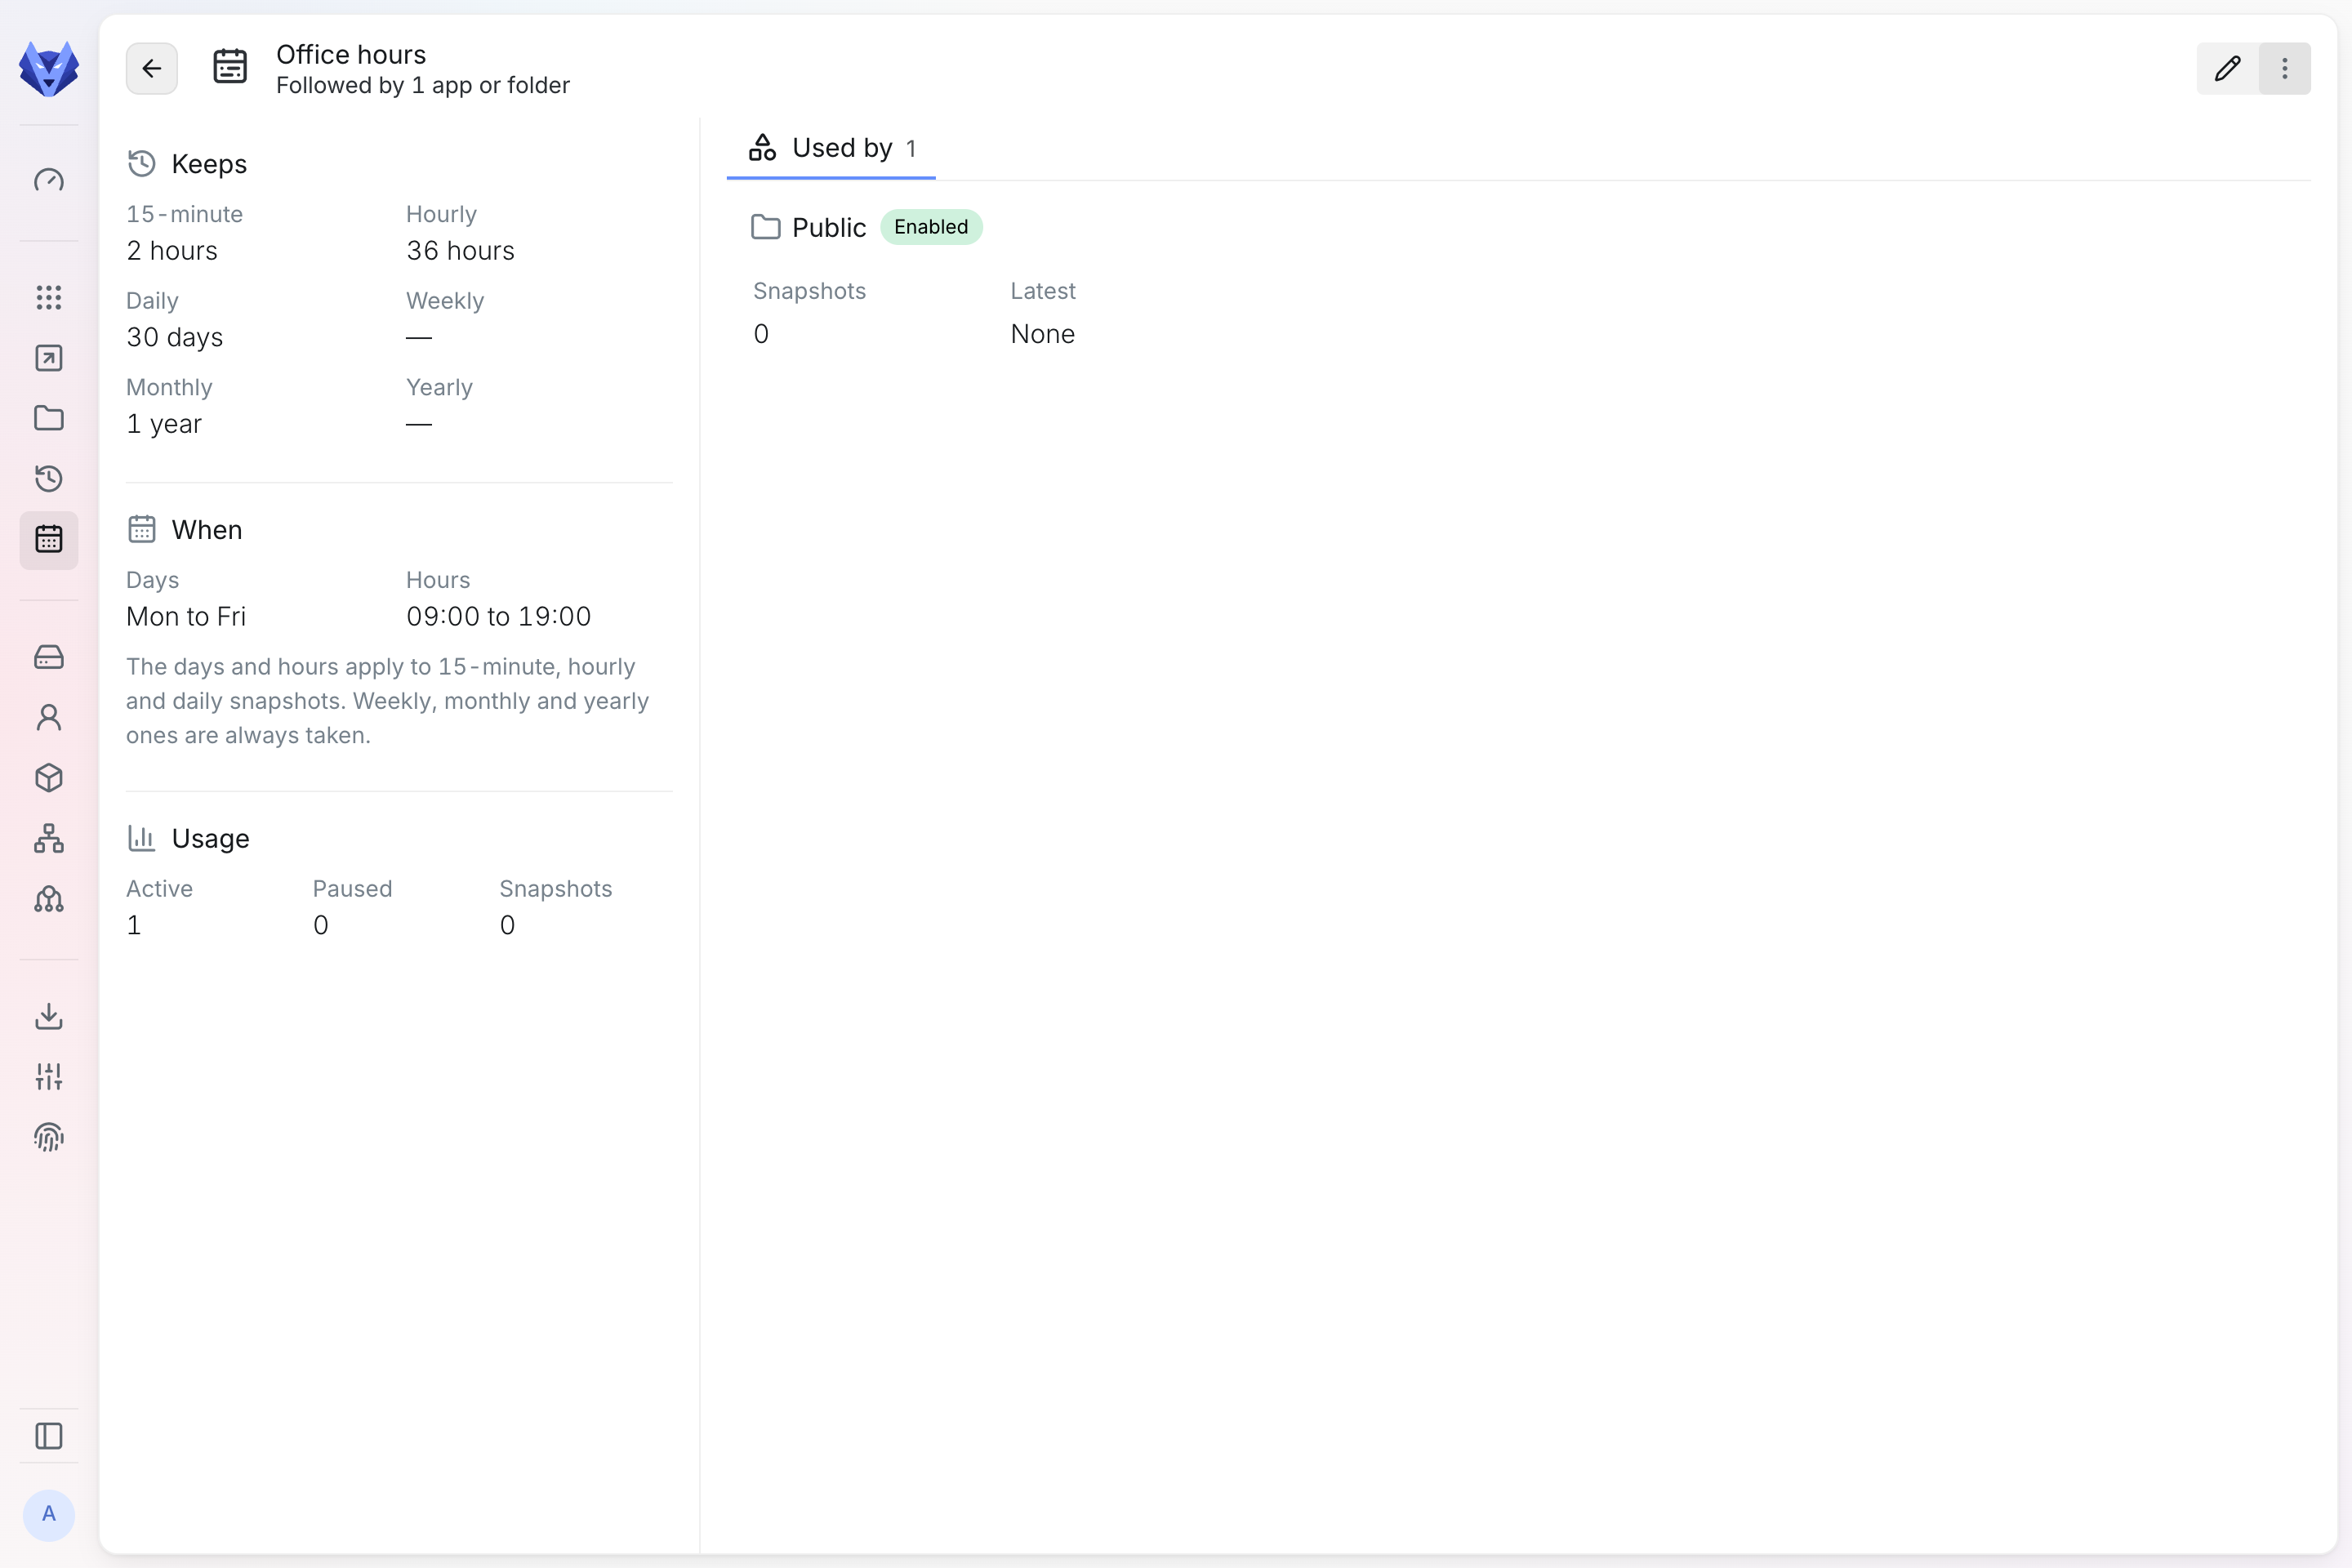 Office hours
Followed by 1 app or folder
Keeps
15-minute
2 hours
Hourly
36 hours
Daily
30 days
Weekly
—
Monthly
1 year
Yearly
—
When
Days
Mon to Fri
Hours
09:00 to 19:00
The days and hours apply to 15-minute, hourly
and daily snapshots. Weekly, monthly and yearly
ones are always taken.
Usage
Active
1
Paused
0
Snapshots
0
Used by 1
Public Enabled
Snapshots
0
Latest
None
A